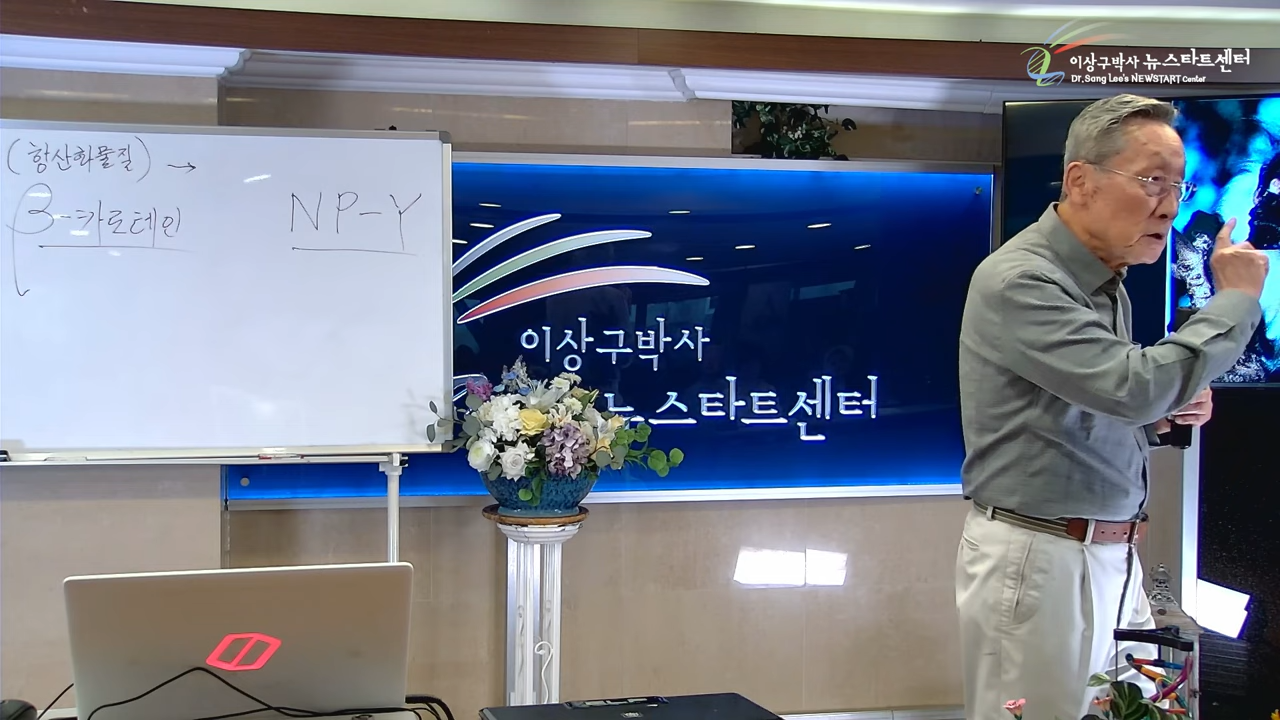 이상구박사 뉴스타트센터
Dr. Sang Lee's NEWSTART Center
(항산화물질) →
β-카로테인
NP-Y
이상구박사
뉴스타트센터